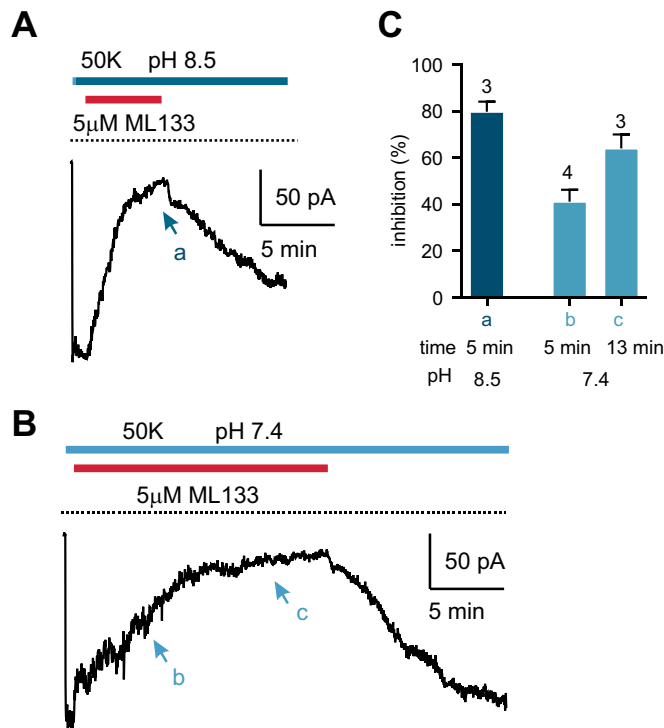 A
50K pH 8.5
5μM ML133
50 pA
5 min
a
C
100
80
60
40
20
0
inhibition (%)
3
4
3
a b c
time 5 min 5 min 13 min
pH 8.5 7.4
B
50K pH 7.4
5μM ML133
50 pA
5 min
b
c